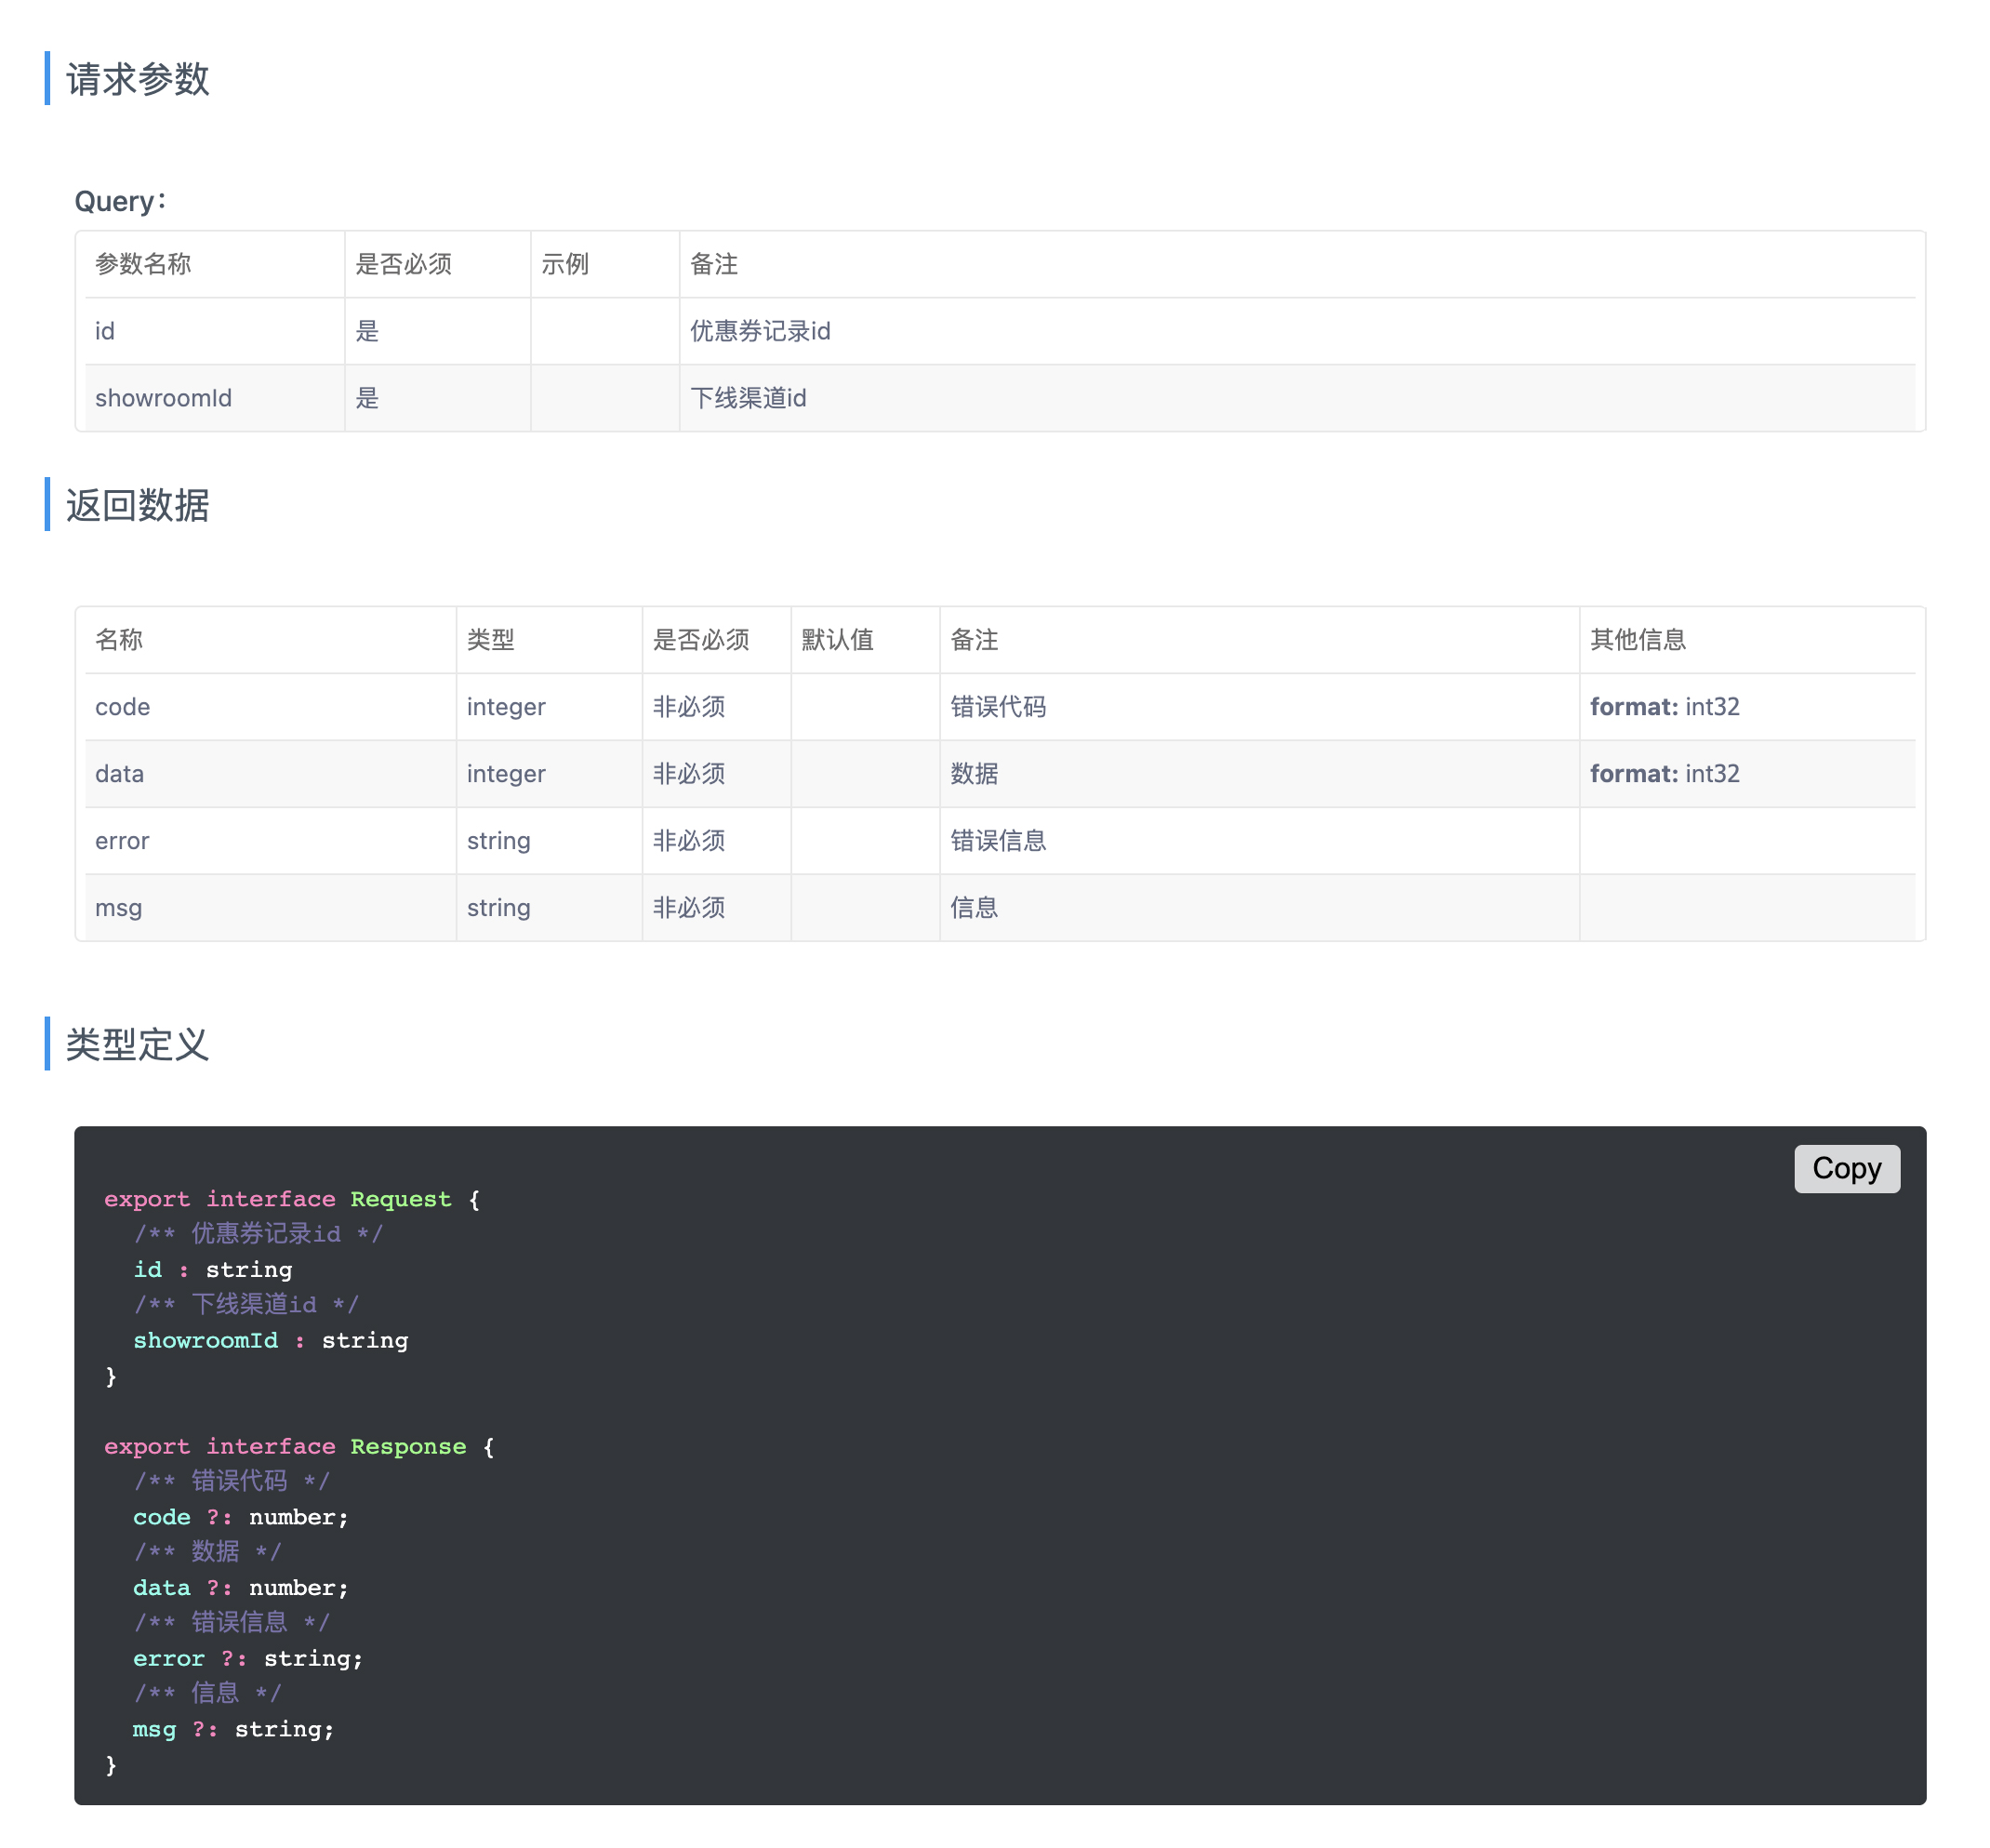 请求参数
Query：
参数名称 是否必须 示例 备注
id 是 优惠券记录id
showroomId 是 下线渠道id
返回数据
名称 类型 是否必须 默认值 备注 其他信息
code integer 非必须 错误代码 format: int32
data integer 非必须 数据 format: int32
error string 非必须 错误信息
msg string 非必须 信息
类型定义
Copy
export interface Request {
/** 优惠券记录id */
id : string
/** 下线渠道id */
showroomId : string
}
export interface Response {
/** 错误代码 */
code ?: number;
/** 数据 */
data ?: number;
/** 错误信息 */
error ?: string;
/** 信息 */
msg ?: string;
}